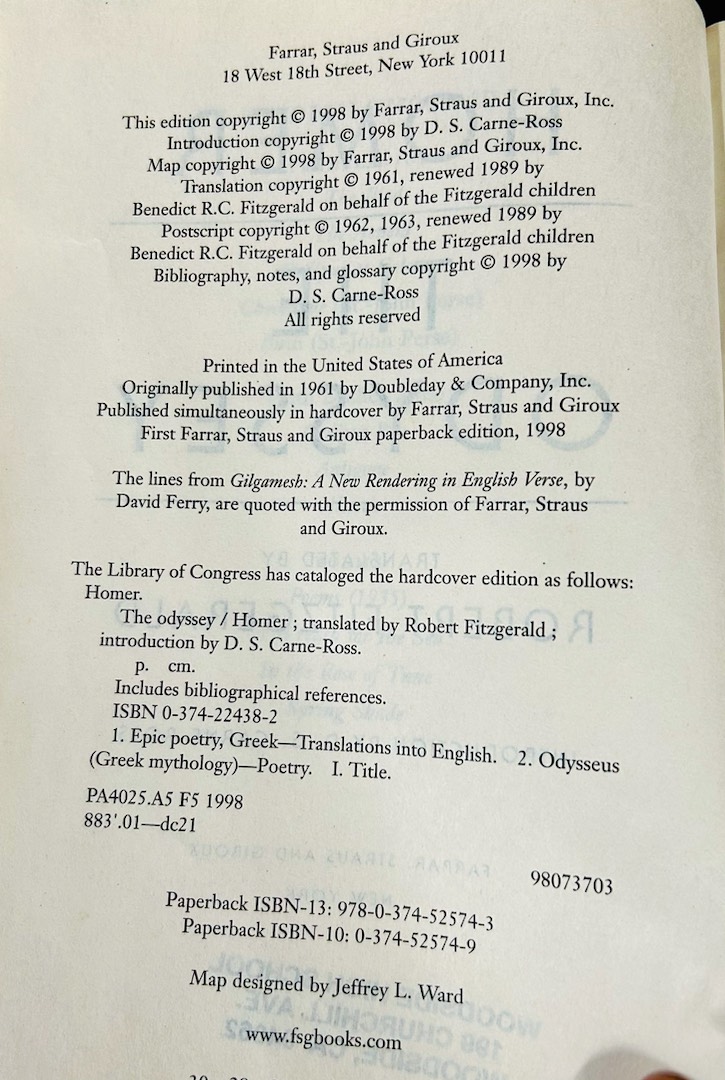 Farrar, Straus and Giroux
18 West 18th Street, New York 10011
This edition copyright © 1998 by Farrar, Straus and Giroux, Inc.
Introduction copyright © 1998 by D. S. Carne-Ross
Map copyright © 1998 by Farrar, Straus and Giroux, Inc.
Translation copyright © 1961, renewed 1989 by
Benedict R.C. Fitzgerald on behalf of the Fitzgerald children
Postscript copyright © 1962, 1963, renewed 1989 by
Benedict R.C. Fitzgerald on behalf of the Fitzgerald children
Bibliography, notes, and glossary copyright © 1998 by
D. S. Carne-Ross
All rights reserved
Printed in the United States of America
Originally published in 1961 by Doubleday & Company, Inc.
Published simultaneously in hardcover by Farrar, Straus and Giroux
First Farrar, Straus and Giroux paperback edition, 1998
The lines from Gilgamesh: A New Rendering in English Verse, by
David Ferry, are quoted with the permission of Farrar, Straus
and Giroux.
The Library of Congress has cataloged the hardcover edition as follows:
Homer.
The odyssey / Homer ; translated by Robert Fitzgerald ;
introduction by D. S. Carne-Ross.
p. cm.
Includes bibliographical references.
ISBN 0-374-22438-2
1. Epic poetry, Greek—Translations into English. 2. Odysseus
(Greek mythology)—Poetry. I. Title.
PA4025.A5 F5 1998
883'.01—dc21
98073703
Paperback ISBN-13: 978-0-374-52574-3
Paperback ISBN-10: 0-374-52574-9
Map designed by Jeffrey L. Ward
www.fsgbooks.com